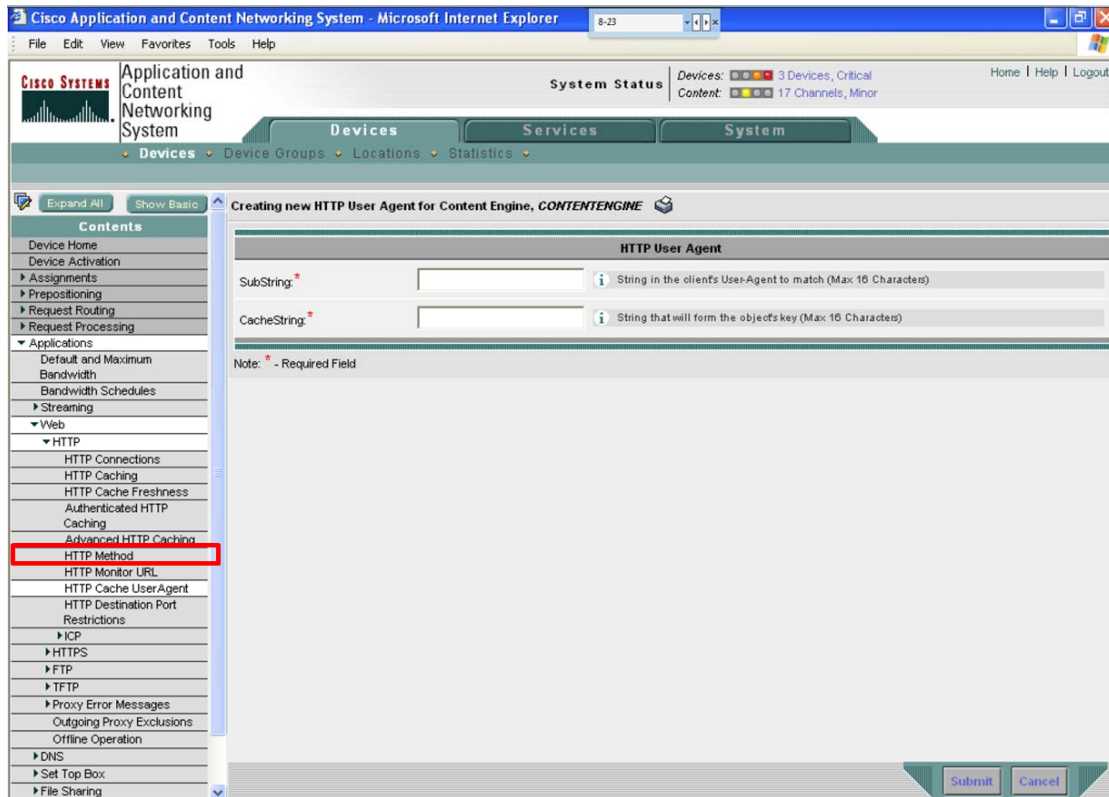 Cisco Application and Content Networking System - Microsoft Internet Explorer
8-23
File Edit View Favorites Tools Help
CISCO SYSTEMS
Application and
Content
Networking
System
System Status
Devices: 3 Devices, Critical
Content: 17 Channels, Minor
Home | Help | Logout
Devices Services System
Devices Device Groups Locations Statistics
Expand All Show Basic
Creating new HTTP User Agent for Content Engine, CONTENTENGINE
Contents
Device Home
Device Activation
Assignments
Prepositioning
Request Routing
Request Processing
Applications
Default and Maximum
Bandwidth
Bandwidth Schedules
Streaming
Web
HTTP
HTTP Connections
HTTP Caching
HTTP Cache Freshness
Authenticated HTTP
Caching
Advanced HTTP Caching
HTTP Method
HTTP Monitor URL
HTTP Cache UserAgent
HTTP Destination Port
Restrictions
ICP
HTTPS
FTP
TFTP
Proxy Error Messages
Outgoing Proxy Exclusions
Offline Operation
DNS
Set Top Box
File Sharing
HTTP User Agent
SubString:* i String in the client's User-Agent to match (Max 16 Characters)
CacheString:* i String that will form the object's key (Max 16 Characters)
Note: * - Required Field
Submit Cancel